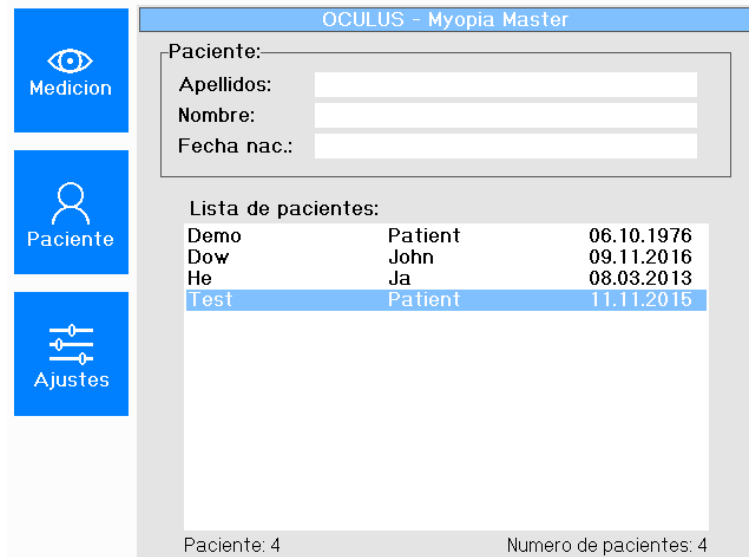 OCULUS - Myopia Master
Medicion
Paciente
Ajustes
Paciente:
Apellidos:
Nombre:
Fecha nac.:
Lista de pacientes:
Demo Patient 06.10.1976
Dow John 09.11.2016
He Ja 08.03.2013
Test Patient 11.11.2015
Paciente: 4 Numero de pacientes: 4